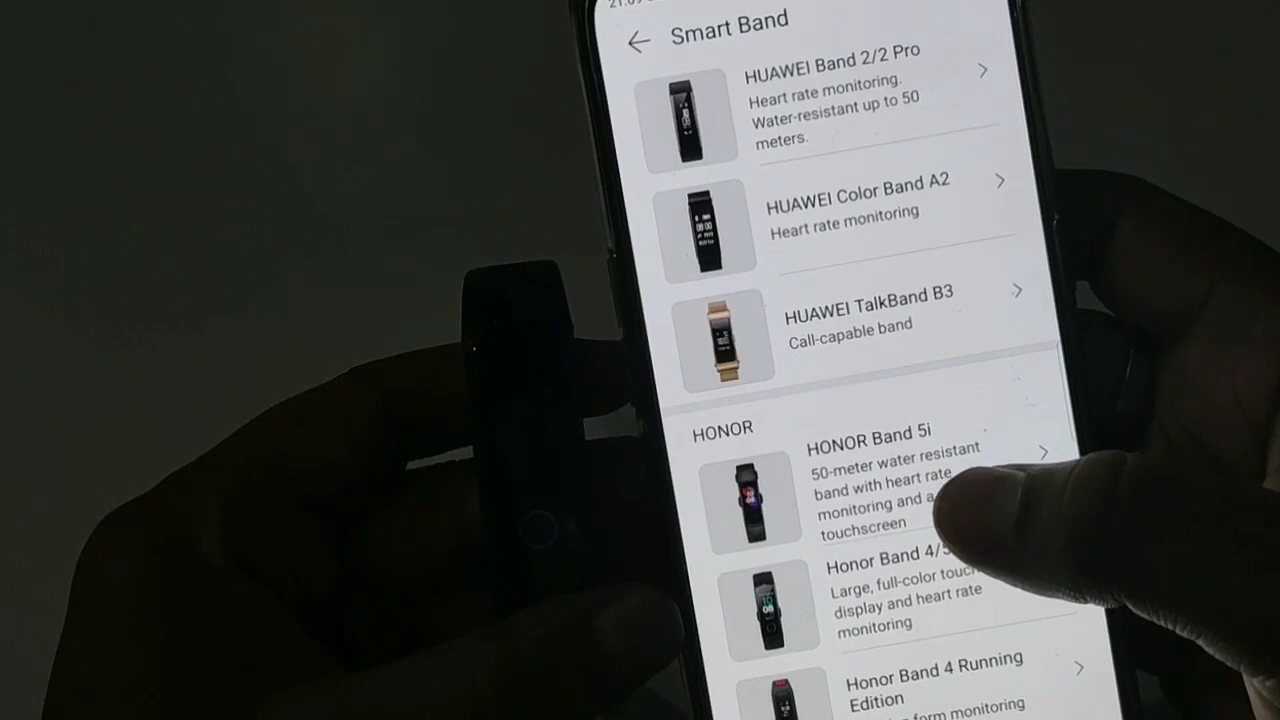 Smart Band
HUAWEI Band 2/2 Pro
Heart rate monitoring.
Water-resistant up to 50
meters.
HUAWEI Color Band A2
Heart rate monitoring
HUAWEI TalkBand B3
Call-capable band
HONOR
HONOR Band 5i
50-meter water resistant
band with heart rate
monitoring and a
touchscreen
Honor Band 4/5
Large, full-color touch
display and heart rate
monitoring
Honor Band 4 Running
Edition
form monitoring